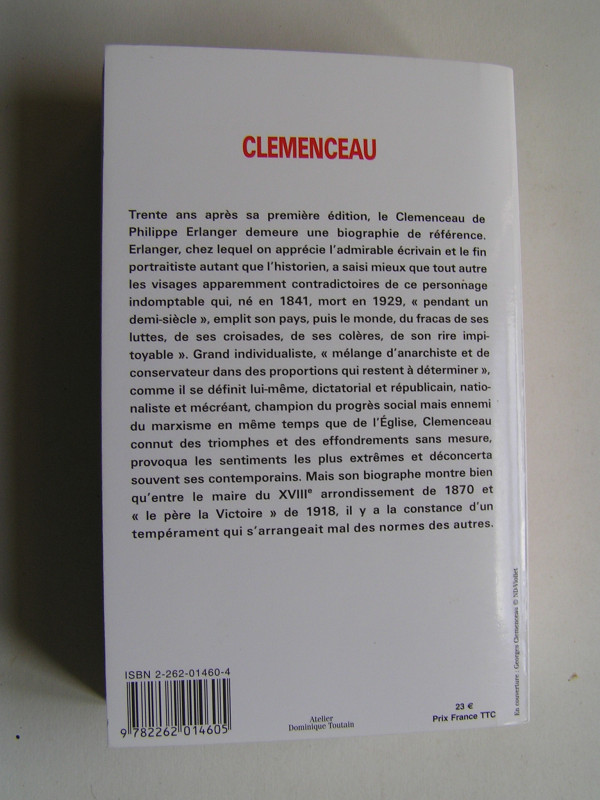 CLEMENCEAU
Trente ans après sa première édition, le Clemenceau de
Philippe Erlanger demeure une biographie de référence.
Erlanger, chez lequel on apprécie l'admirable écrivain et le fin
portraitiste autant que l'historien, a saisi mieux que tout autre
les visages apparemment contradictoires de ce personnage
indomptable qui, né en 1841, mort en 1929, « pendant un
demi-siècle », emplit son pays, puis le monde, du fracas de ses
luttes, de ses croisades, de ses colères, de son rire impi-
toyable ». Grand individualiste, « mélange d'anarchiste et de
conservateur dans des proportions qui restent à déterminer »,
comme il se définit lui-même, dictatorial et républicain, natio-
naliste et mécréant, champion du progrès social mais ennemi
du marxisme en même temps que de l'Église, Clemenceau
connut des triomphes et des effondrements sans mesure,
provoqua les sentiments les plus extrêmes et déconcerta
souvent ses contemporains. Mais son biographe montre bien
qu'entre le maire du XVIIIe arrondissement de 1870 et
« le père la Victoire » de 1918, il y a la constance d'un
tempérament qui s'arrangeait mal des normes des autres.
ISBN 2-262-01460-4
9 782262 014605
Atelier
Dominique Toutain
23 €
Prix France TTC
En couverture : Georges Clemenceau © ND-Viollet